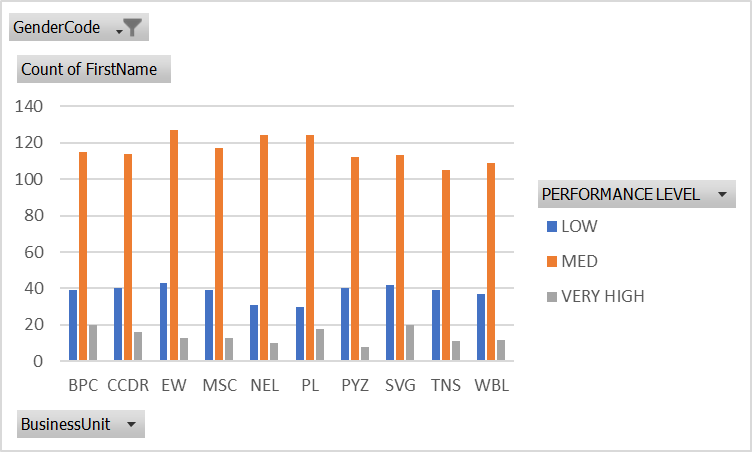 GenderCode
Count of FirstName
140
120
100
80
60
40
20
0
BPC CCDR EW MSC NEL PL PYZ SVG TNS WBL
PERFORMANCE LEVEL
LOW
MED
VERY HIGH
BusinessUnit